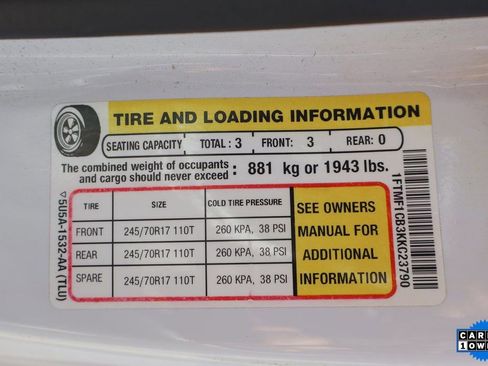 TIRE AND LOADING INFORMATION
SEATING CAPACITY TOTAL : 3 FRONT: 3 REAR: 0
The combined weight of occupants and cargo should never exceed : 881 kg or 1943 lbs.
TIRE SIZE COLD TIRE PRESSURE
FRONT 245/70R17 110T 260 KPA, 38 PSI
REAR 245/70R17 110T 260 KPA, 38 PSI
SPARE 245/70R17 110T 260 KPA, 38 PSI
SEE OWNERS
MANUAL FOR
ADDITIONAL
INFORMATION
5U5A-1532-AA (TLU)
1FTMF1CB3KKC23790
1